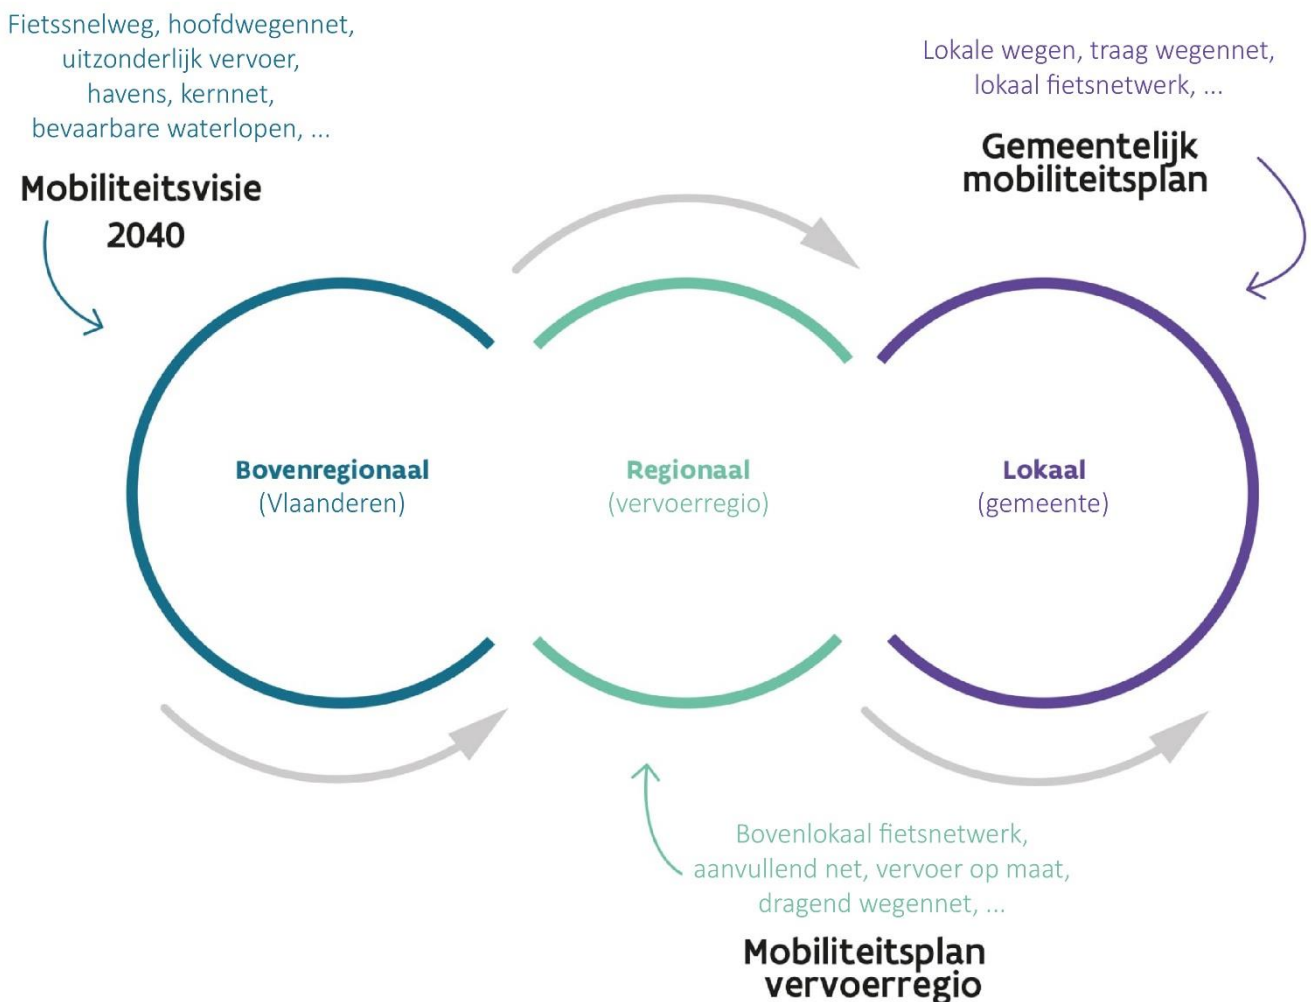 Fietssnelweg, hoofdwegennet,
uitzonderlijk vervoer,
havens, kernnet,
bevaarbare waterlopen, ...
Mobiliteitsvisie
2040
Lokale wegen, traag wegennet,
lokaal fietsnetwerk, ...
Gemeentelijk
mobiliteitsplan
Bovenregionaal
(Vlaanderen)
Regionaal
(vervoerregio)
Lokaal
(gemeente)
Bovenlokaal fietsnetwerk,
aanvullend net, vervoer op maat,
dragend wegennet, ...
Mobiliteitsplan
vervoerregio